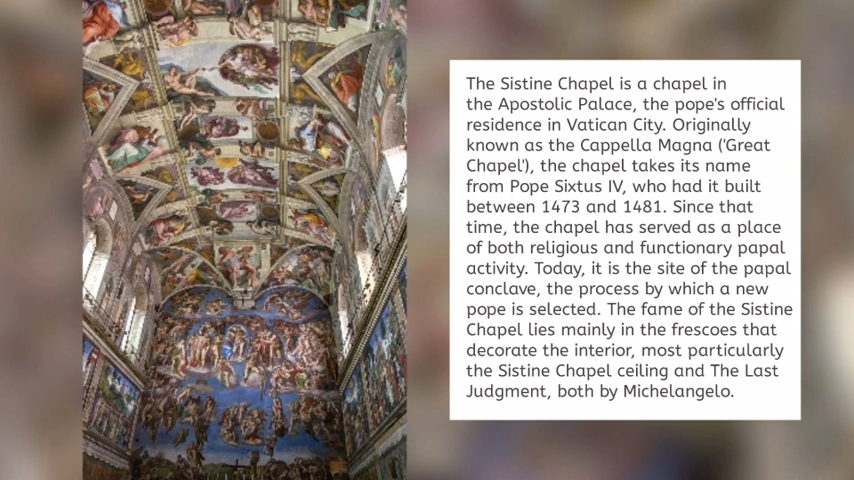 The Sistine Chapel is a chapel in
the Apostolic Palace, the pope's official
residence in Vatican City. Originally
known as the Cappella Magna ('Great
Chapel'), the chapel takes its name
from Pope Sixtus IV, who had it built
between 1473 and 1481. Since that
time, the chapel has served as a place
of both religious and functionary papal
activity. Today, it is the site of the papal
conclave, the process by which a new
pope is selected. The fame of the Sistine
Chapel lies mainly in the frescoes that
decorate the interior, most particularly
the Sistine Chapel ceiling and The Last
Judgment, both by Michelangelo.